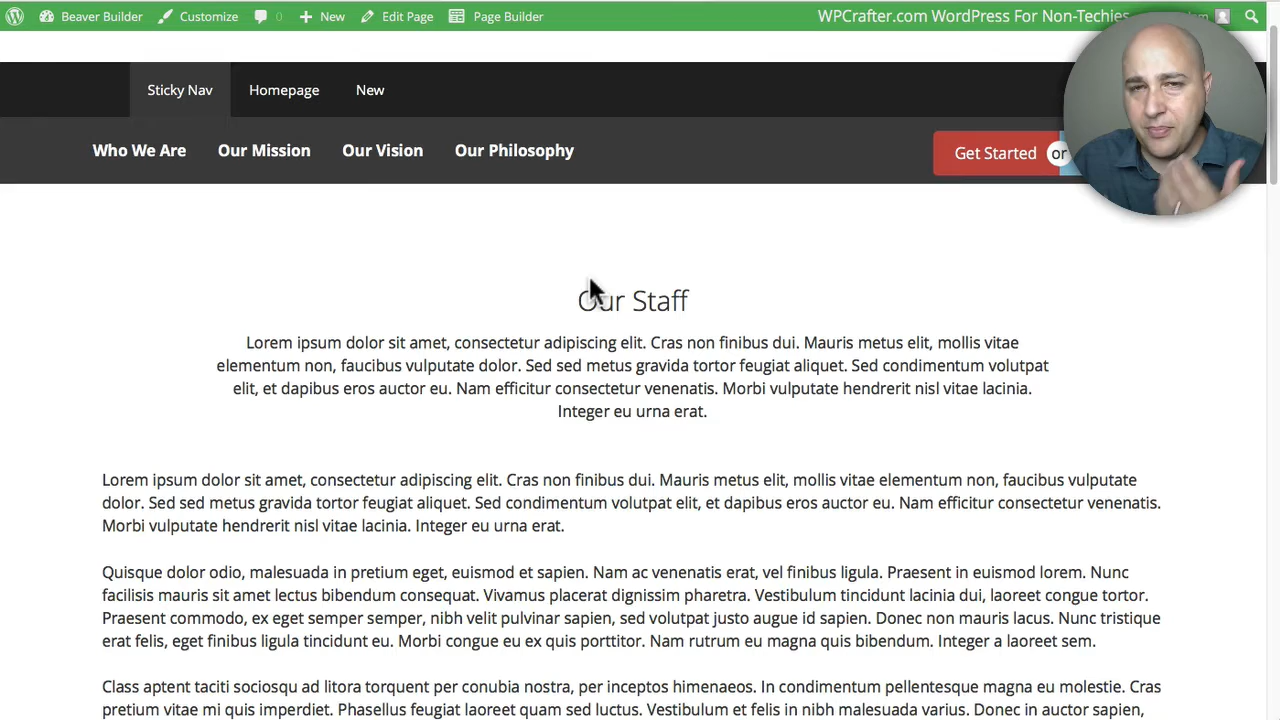 Beaver Builder Customize 0 New Edit Page Page Builder WPCrafter.com WordPress For Non-Techies
Sticky Nav Homepage New
Who We Are Our Mission Our Vision Our Philosophy Get Started or
Our Staff
Lorem ipsum dolor sit amet, consectetur adipiscing elit. Cras non finibus dui. Mauris metus elit, mollis vitae
elementum non, faucibus vulputate dolor. Sed sed metus gravida tortor feugiat aliquet. Sed condimentum volutpat
elit, et dapibus eros auctor eu. Nam efficitur consectetur venenatis. Morbi vulputate hendrerit nisl vitae lacinia.
Integer eu urna erat.
Lorem ipsum dolor sit amet, consectetur adipiscing elit. Cras non finibus dui. Mauris metus elit, mollis vitae elementum non, faucibus vulputate
dolor. Sed sed metus gravida tortor feugiat aliquet. Sed condimentum volutpat elit, et dapibus eros auctor eu. Nam efficitur consectetur venenatis.
Morbi vulputate hendrerit nisl vitae lacinia. Integer eu urna erat.
Quisque dolor odio, malesuada in pretium eget, euismod et sapien. Nam ac venenatis erat, vel finibus ligula. Praesent in euismod lorem. Nunc
facilisis mauris sit amet lectus bibendum consequat. Vivamus placerat dignissim pharetra. Vestibulum tincidunt lacinia dui, laoreet congue tortor.
Praesent commodo, ex eget semper semper, nibh velit pulvinar sapien, sed volutpat justo augue id sapien. Donec non mauris lacus. Nunc tristique
erat felis, eget finibus ligula tincidunt eu. Morbi congue eu ex quis porttitor. Nam rutrum eu magna quis bibendum. Integer a laoreet sem.
Class aptent taciti sociosqu ad litora torquent per conubia nostra, per inceptos himenaeos. In condimentum pellentesque magna eu molestie. Cras
pretium vitae mi quis imperdiet. Phasellus feugiat laoreet quam sed luctus. Vestibulum et felis in nibh malesuada varius. Donec in auctor sapien,